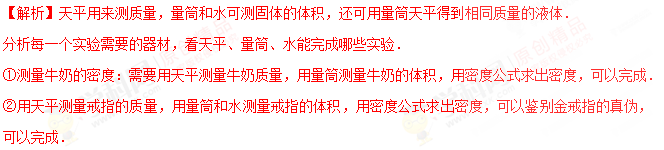 【解析】天平用来测质量，量筒和水可测固体的体积，还可用量筒天平得到相同质量的液体．
分析每一个实验需要的器材，看天平、量筒、水能完成哪些实验．
①测量牛奶的密度：需要用天平测量牛奶质量，用量筒测量牛奶的体积，用密度公式求出密度，可以完成．
②用天平测量戒指的质量，用量筒和水测量戒指的体积，用密度公式求出密度，可以鉴别金戒指的真伪，
可以完成．